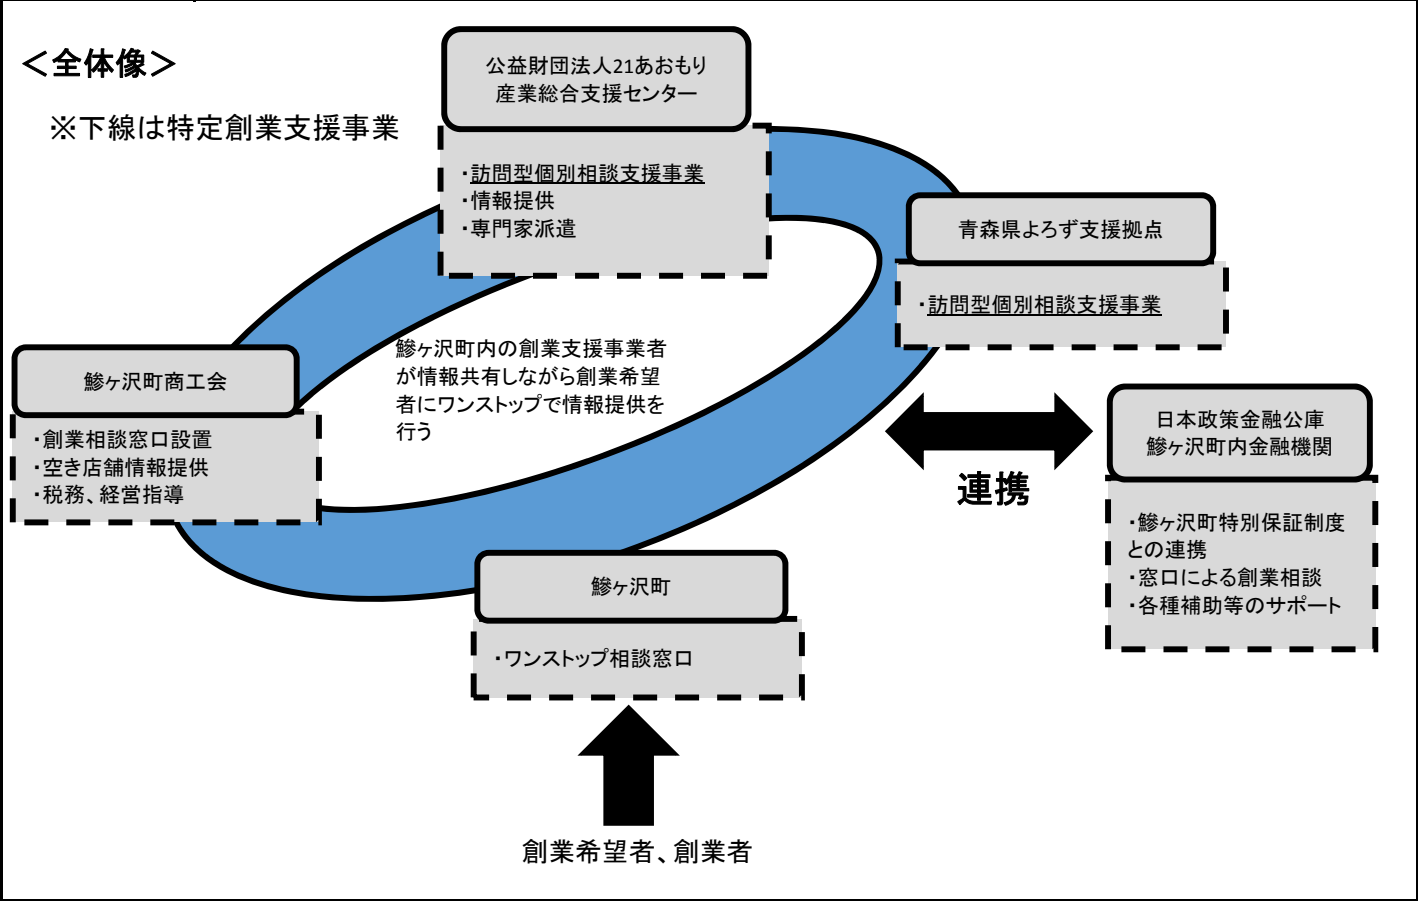 ＜全体像＞
※下線は特定創業支援事業
公益財団法人21あおもり
産業総合支援センター
・訪問型個別相談支援事業
・情報提供
・専門家派遣
青森県よろず支援拠点
・訪問型個別相談支援事業
鰺ヶ沢町内の創業支援事業者
が情報共有しながら創業希望
者にワンストップで情報提供を
行う
鰺ヶ沢町商工会
・創業相談窓口設置
・空き店舗情報提供
・税務、経営指導
連携
日本政策金融公庫
鰺ヶ沢町内金融機関
・鰺ヶ沢町特別保証制度
との連携
・窓口による創業相談
・各種補助等のサポート
鰺ヶ沢町
・ワンストップ相談窓口
創業希望者、創業者